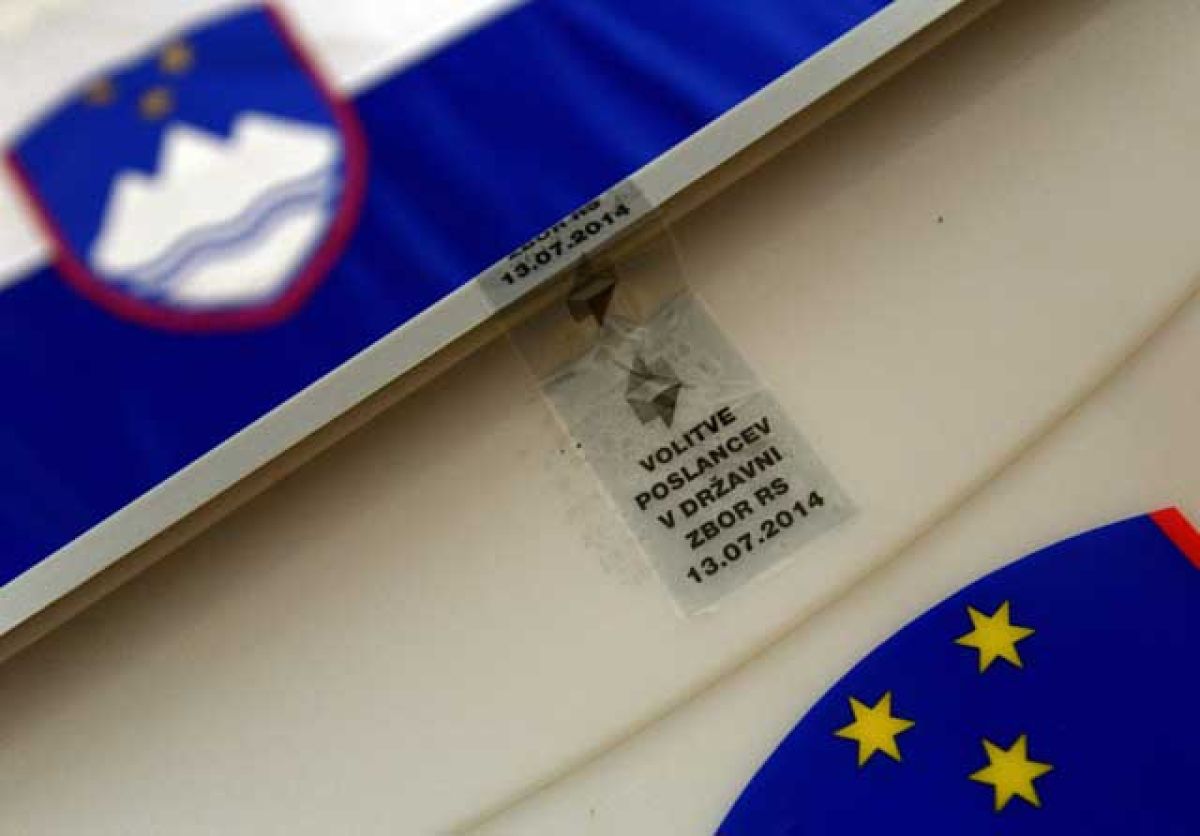 ZBOR RS
13.07.2014
VOLITVE
POSLANCEV
V DRŽAVNI
ZBOR RS
13.07.2014